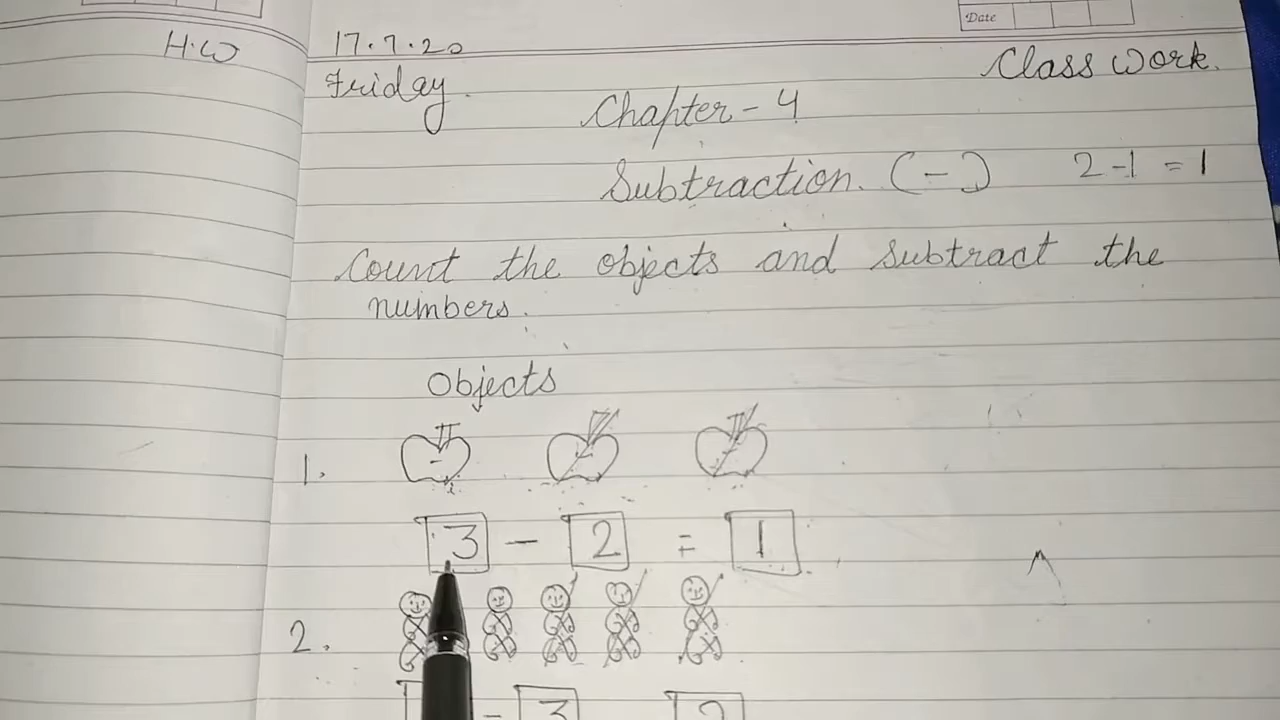 Date
H.W
17.7.20
Friday.
Class Work.
Chapter - 4
Subtraction. (-) 2-1 = 1
Count the objects and subtract the
numbers.
Objects
1.
3 - 2 = 1
2.
- 3